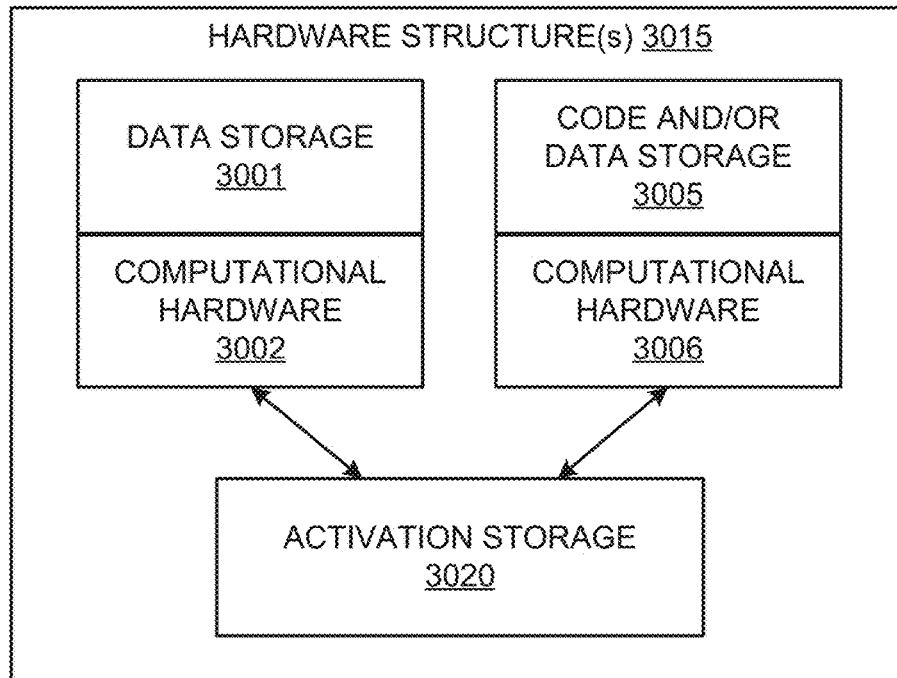 HARDWARE STRUCTURE(s) 3015
DATA STORAGE
3001
CODE AND/OR
DATA STORAGE
3005
COMPUTATIONAL
HARDWARE
3002
COMPUTATIONAL
HARDWARE
3006
ACTIVATION STORAGE
3020